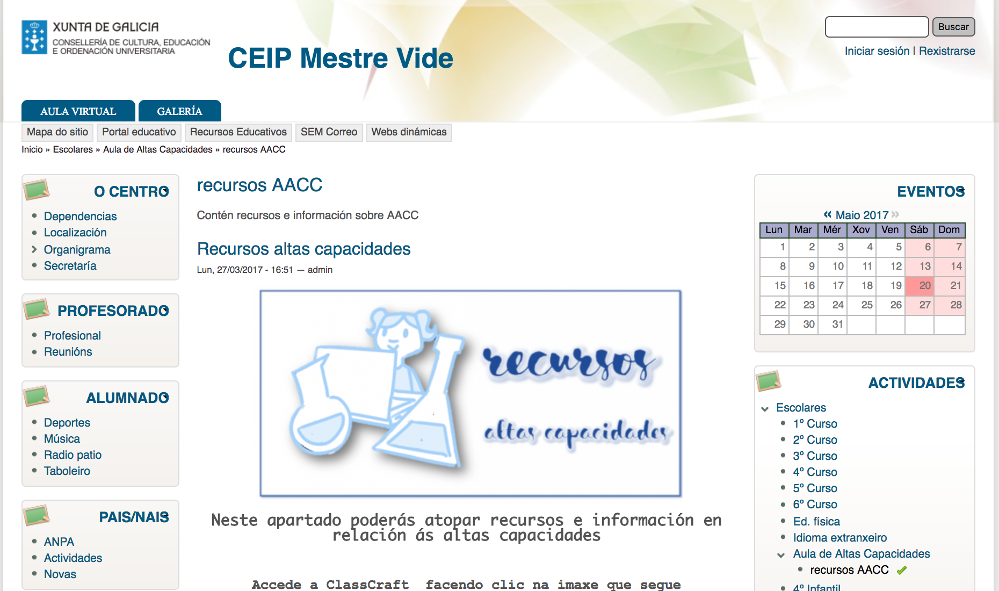 XUNTA DE GALICIA
CONSELLERÍA DE CULTURA, EDUCACIÓN
E ORDENACIÓN UNIVERSITARIA
CEIP Mestre Vide
Buscar
Iniciar sesión | Rexistrarse
AULA VIRTUAL
GALERÍA
Mapa do sitio
Portal educativo
Recursos Educativos
SEM Correo
Webs dinámicas
Inicio » Escolares » Aula de Altas Capacidades » recursos AACC
O CENTRO
Dependencias
Localización
Organigrama
Secretaría
PROFESORADO
Profesional
Reunións
ALUMNADO
Deportes
Música
Radio patio
Taboleiro
PAIS/NAIS
ANPA
Actividades
Novas
recursos AACC
Contén recursos e información sobre AACC
Recursos altas capacidades
Lun, 27/03/2017 - 16:51 — admin
recursos
altas capacidades
Neste apartado poderás atopar recursos e información en
relación ás altas capacidades
Accede a ClassCraft facendo clic na imaxe que segue
EVENTOS
« Maio 2017 »
Lun Mar Mér Xov Ven Sáb Dom
1 2 3 4 5 6 7
8 9 10 11 12 13 14
15 16 17 18 19 20 21
22 23 24 25 26 27 28
29 30 31
ACTIVIDADES
Escolares
1º Curso
2º Curso
3º Curso
4º Curso
5º Curso
6º Curso
Ed. física
Idioma extranxeiro
Aula de Altas Capacidades
recursos AACC
4º Infantil